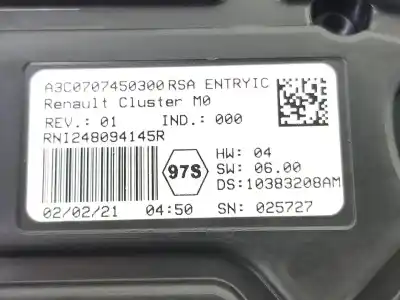 A3C0707450300 RSA ENTRYIC
Renault Cluster M0
REV.: 01 IND.: 000
RNI248094145R
97S
HW: 04
SW: 06.00
DS:10383208AM
02/02/21 04:50 SN: 025727